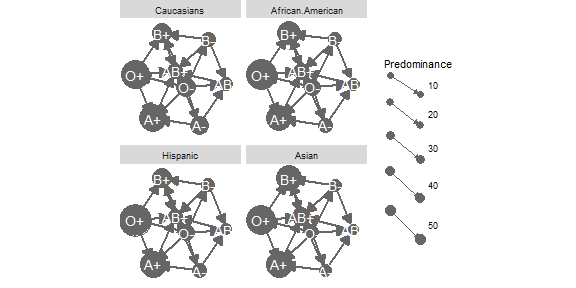 Caucasians
B+
B-
O+
AB+
O-
AB
A+
A-
African.American
B+
B-
O+
AB+
O-
AB
A+
A-
Predominance
10
20
30
40
50
Hispanic
B+
B-
O+
AB+
O-
AB
A+
A-
Asian
B+
B-
O+
AB+
O-
AB
A+
A-